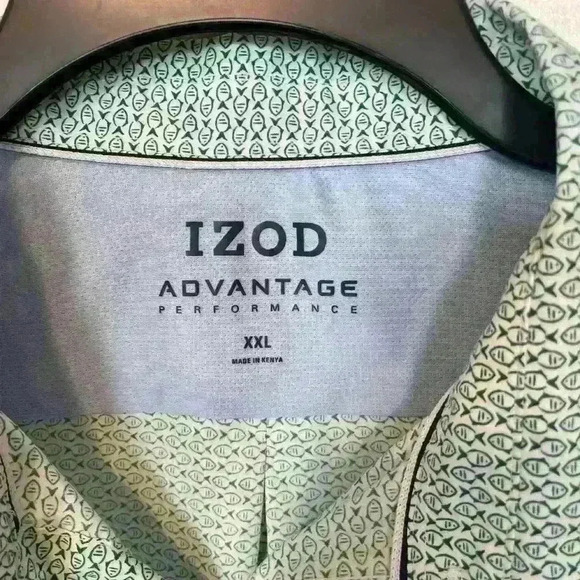 IZOD
ADVANTAGE
PERFORMANCE
XXL
MADE IN KENYA